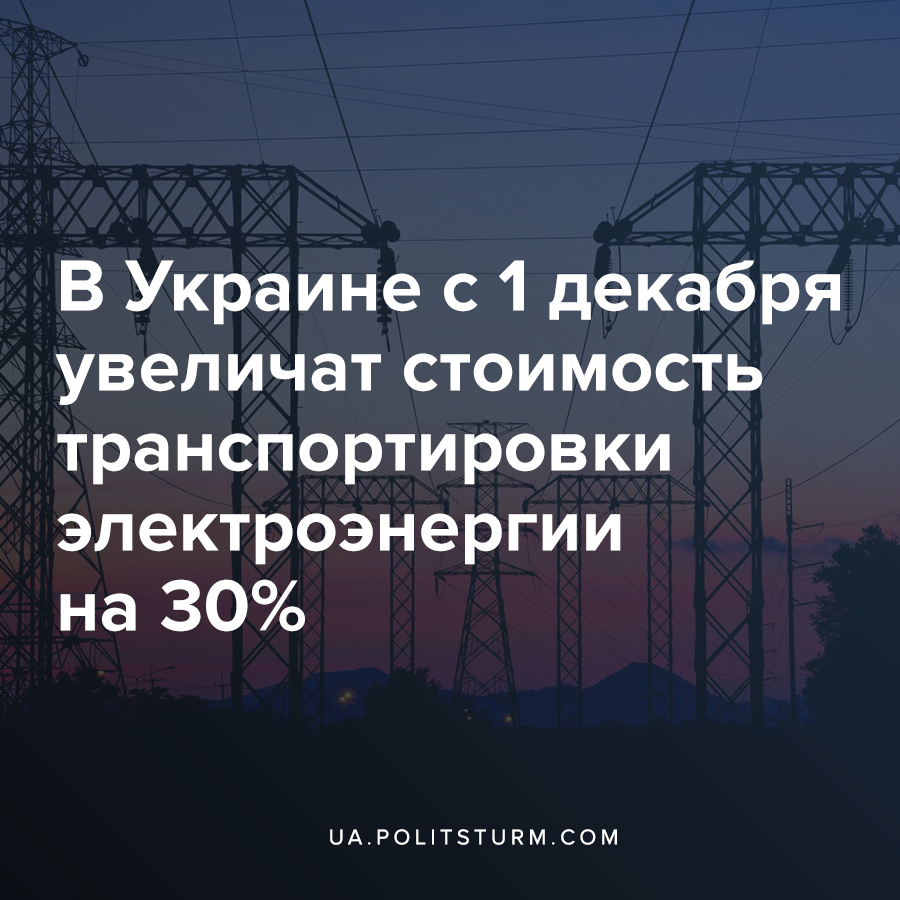 В Украине с 1 декабря
увеличат стоимость
транспортировки
электроэнергии
на 30%
UA.POLITSTURM.COM